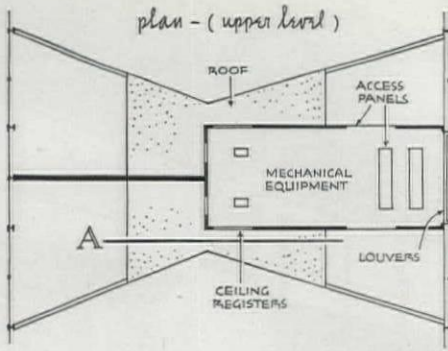 plan - (upper level)
ROOF
ACCESS
PANELS
MECHANICAL
EQUIPMENT
A
LOUVERS
CEILING
REGISTERS